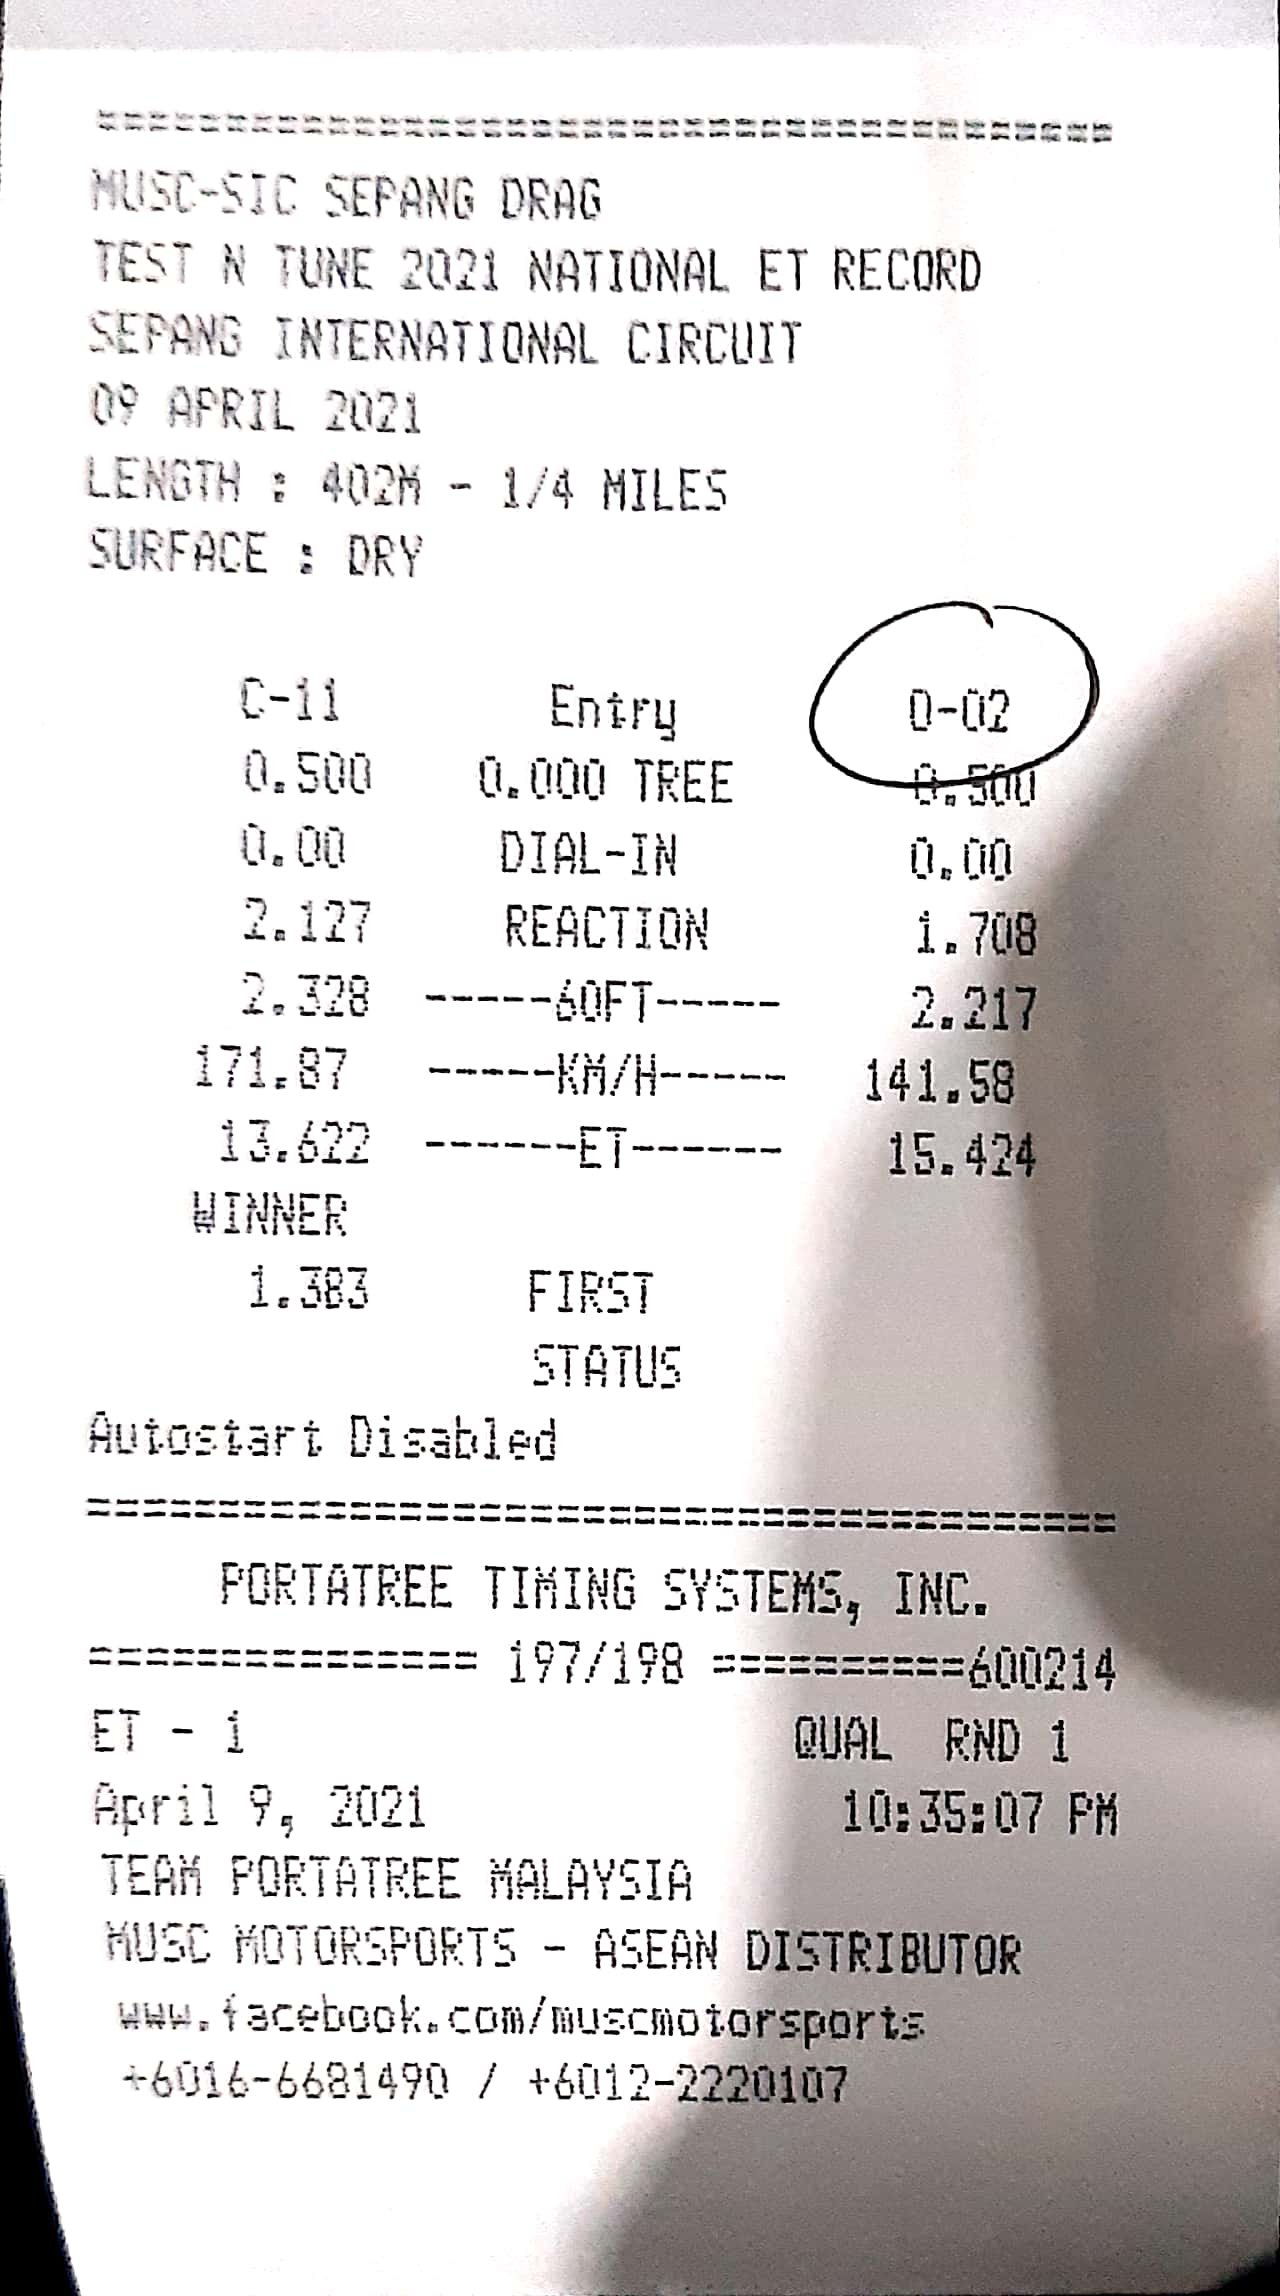 ========================================
MUSC-SIC SEPANG DRAG
TEST N TUNE 2021 NATIONAL ET RECORD
SEPANG INTERNATIONAL CIRCUIT
09 APRIL 2021
LENGTH : 402M - 1/4 MILES
SURFACE : DRY
C-11 Entry O-02
0.500 0.000 TREE 0.500
0.00 DIAL-IN 0.00
2.127 REACTION 1.708
2.328 -----60FT----- 2.217
171.87 -----KM/H----- 141.58
13.622 ------ET------ 15.424
WINNER
1.383 FIRST
STATUS
Autostart Disabled
========================================
PORTATREE TIMING SYSTEMS, INC.
=============== 197/198 ==========600214
ET - 1 QUAL RND 1
April 9, 2021 10:35:07 PM
TEAM PORTATREE MALAYSIA
MUSC MOTORSPORTS - ASEAN DISTRIBUTOR
www.facebook.com/muscmotorsports
+6016-6681490 / +6012-2220107